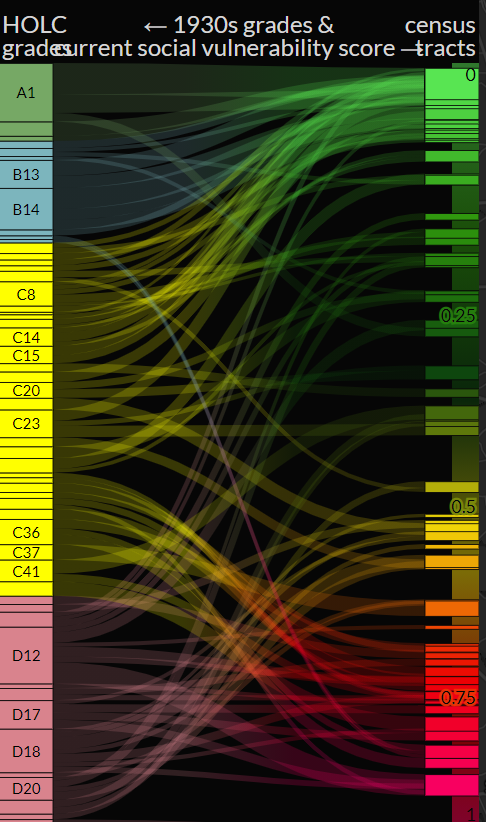 HOLC grades
← 1930s grades &
current social vulnerability score →
census tracts
A1
B13
B14
C8
C14
C15
C20
C23
C36
C37
C41
D12
D17
D18
D20
0
0.25
0.5
0.75
1